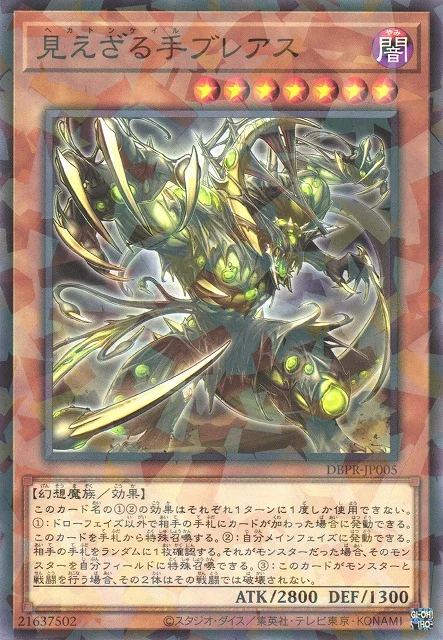 ヘカトンケイル
見えざる手ブレアス
やみ
闇
DBPR-JP005
【幻想魔族/効果】
このカード名の①②の効果はそれぞれ1ターンに1度しか使用できない。
①:ドローフェイズ以外で相手の手札にカードが加わった場合に発動できる。
このカードを手札から特殊召喚する。②:自分メインフェイズに発動できる。
相手の手札をランダムに1枚確認する。それがモンスターだった場合、そのモン
スターを自分フィールドに特殊召喚できる。③:このカードがモンスターと
戦闘を行う場合、その2体はその戦闘では破壊されない。
ATK/2800 DEF/1300
21637502
©スタジオ・ダイス/集英社・テレビ東京・KONAMI